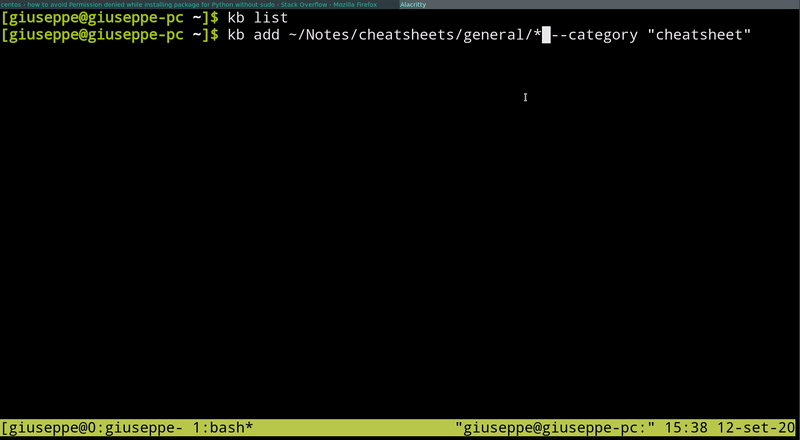 centos - how to avoid Permission denied while installing package for Python without sudo - Stack Overflow - Mozilla Firefox Alacritty
[giuseppe@giuseppe-pc ~]$ kb list
[giuseppe@giuseppe-pc ~]$ kb add ~/Notes/cheatsheets/general/* --category "cheatsheet"
[giuseppe@0:giuseppe- 1:bash* "giuseppe@giuseppe-pc:" 15:38 12-set-20